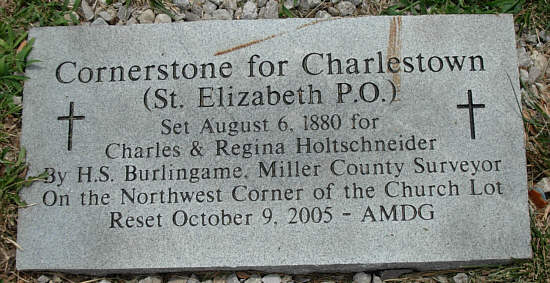 Cornerstone for Charlestown
(St. Elizabeth P.O.)
Set August 6, 1880 for
Charles & Regina Holtschneider
By H.S. Burlingame, Miller County Surveyor
On the Northwest Corner of the Church Lot
Reset October 9, 2005 - AMDG